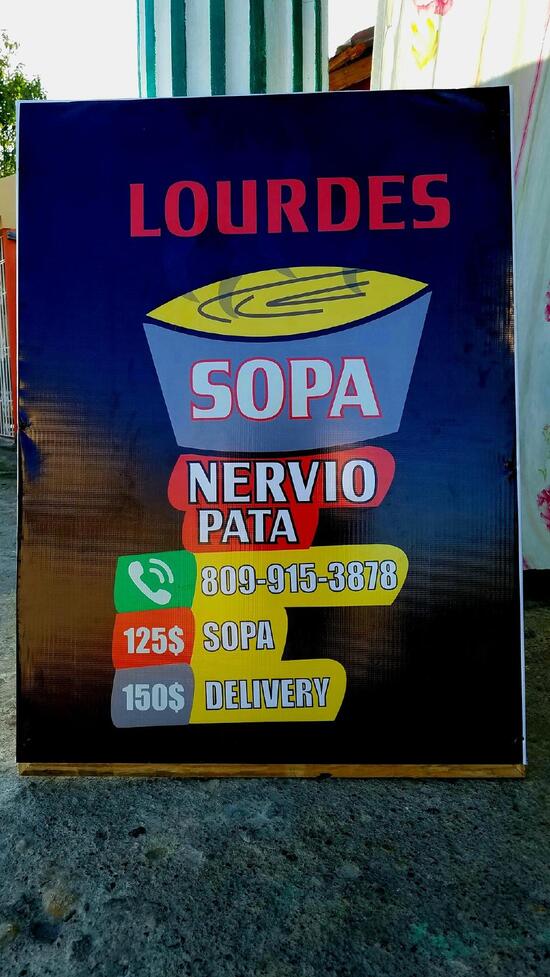 LOURDES
SOPA
NERVIO
PATA
809-915-3878
125$ SOPA
150$ DELIVERY